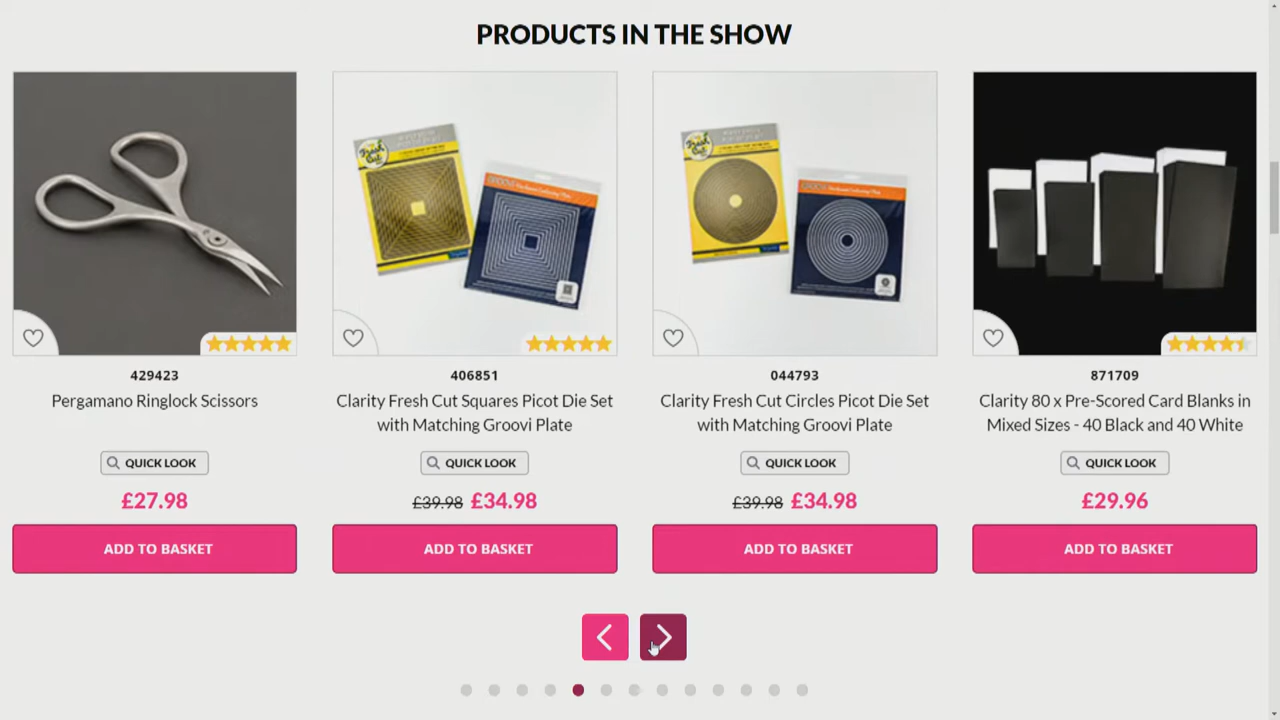 PRODUCTS IN THE SHOW
429423
Pergamano Ringlock Scissors
QUICK LOOK
£27.98
ADD TO BASKET
406851
Clarity Fresh Cut Squares Picot Die Set
with Matching Groovi Plate
QUICK LOOK
£39.98 £34.98
ADD TO BASKET
044793
Clarity Fresh Cut Circles Picot Die Set
with Matching Groovi Plate
QUICK LOOK
£39.98 £34.98
ADD TO BASKET
871709
Clarity 80 x Pre-Scored Card Blanks in
Mixed Sizes - 40 Black and 40 White
QUICK LOOK
£29.96
ADD TO BASKET